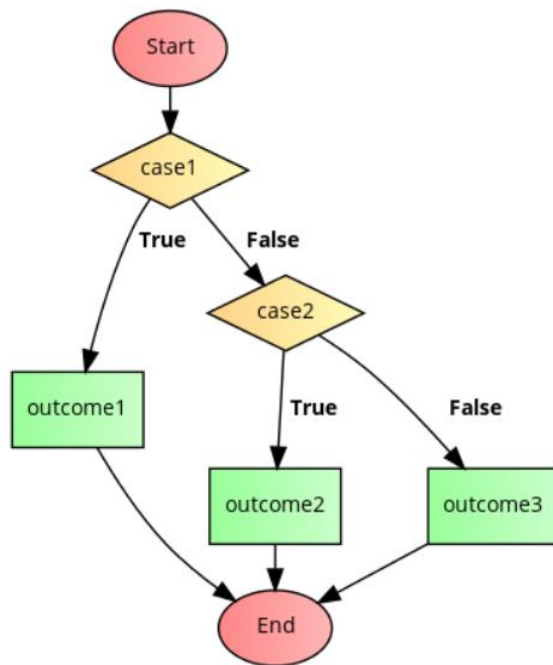 Start
case1
True
False
case2
outcome1
True
False
outcome2
outcome3
End